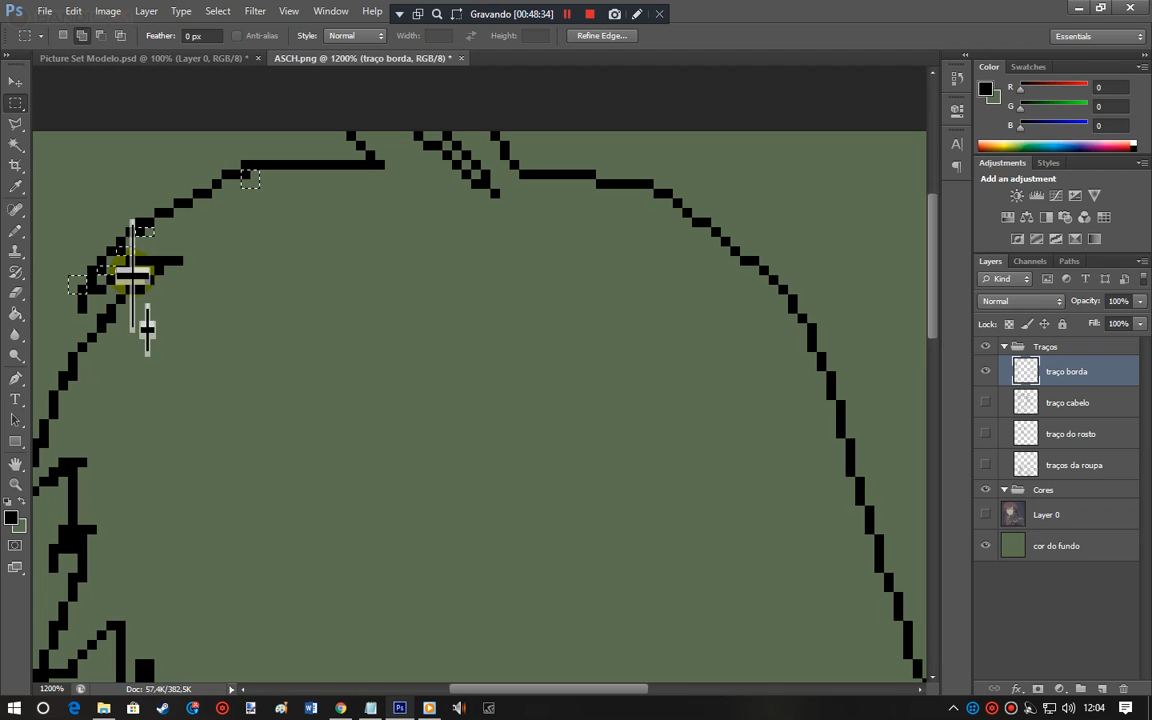 Ps File Edit Image Layer Type Select Filter View Window Help Gravando [00:48:34]
Feather: 0 px Anti-alias Style: Normal Width: Height: Refine Edge... Essentials
Picture Set Modelo.psd @ 100% (Layer 0, RGB/8) * × ASCH.png @ 1200% (traço borda, RGB/8) * ×
Color Swatches
R 0
G 0
B 0
Adjustments Styles
Add an adjustment
Layers Channels Paths
Kind
Normal Opacity: 100%
Lock: Fill: 100%
Traços
traço borda
traço cabelo
traço do rosto
traços da roupa
Cores
Layer 0
cor do fundo
1200% Doc: 57,4K/382,5K
12:04